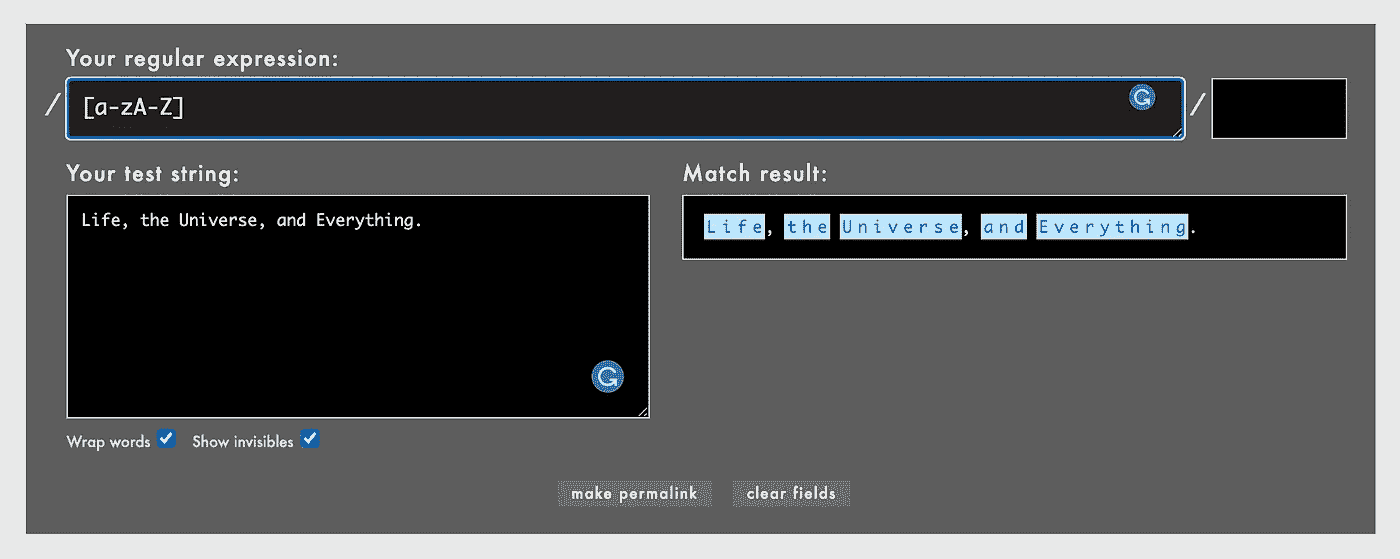 Your regular expression:
/ [a-zA-Z] /
Your test string:
Life, the Universe, and Everything.
Match result:
Life, the Universe, and Everything.
Wrap words Show invisibles
make permalink clear fields